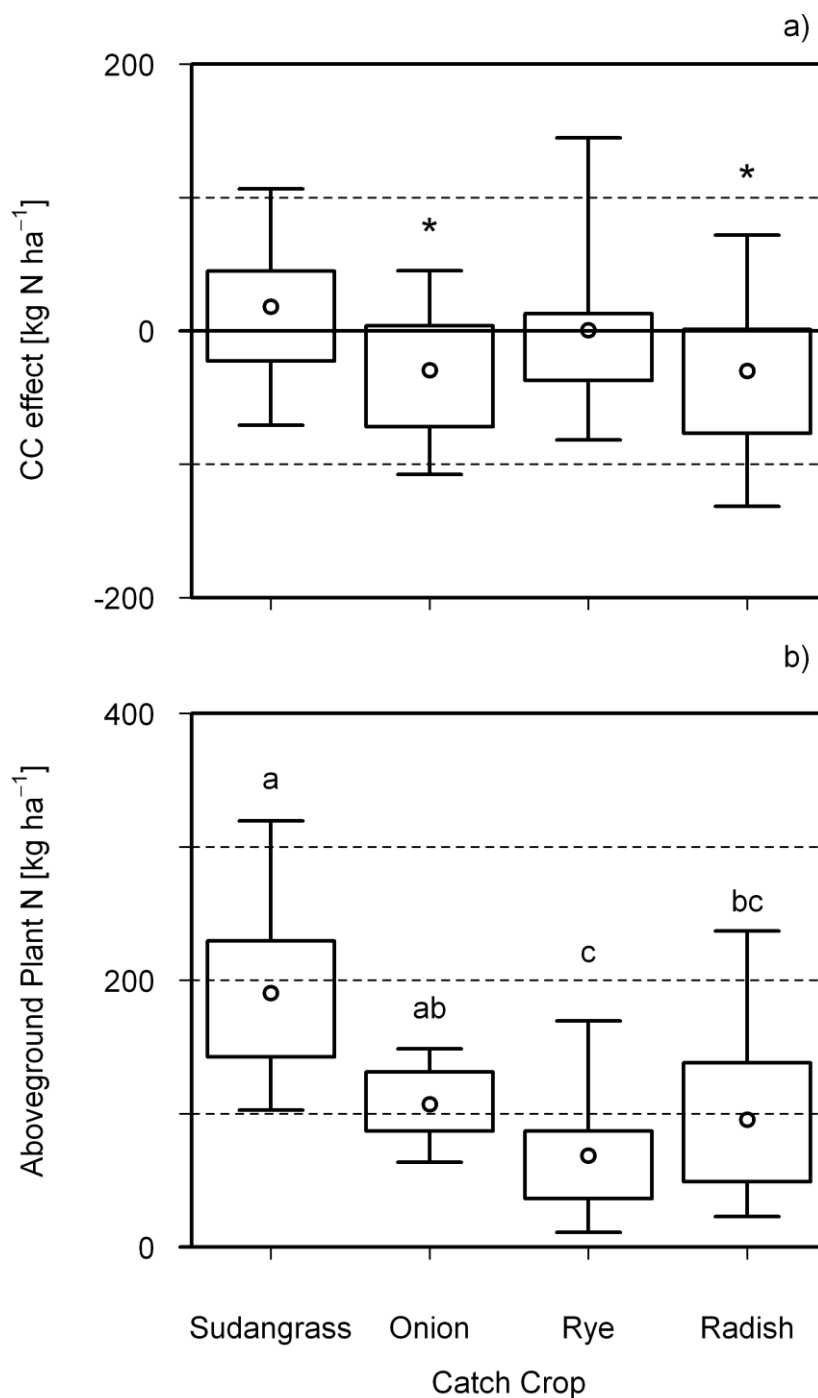 a)
200
CC effect [kg N ha⁻¹]
*
*
0
-200
b)
400
Aboveground Plant N [kg ha⁻¹]
a
bc
c
200
ab
0
Sudangrass Onion Rye Radish
Catch Crop